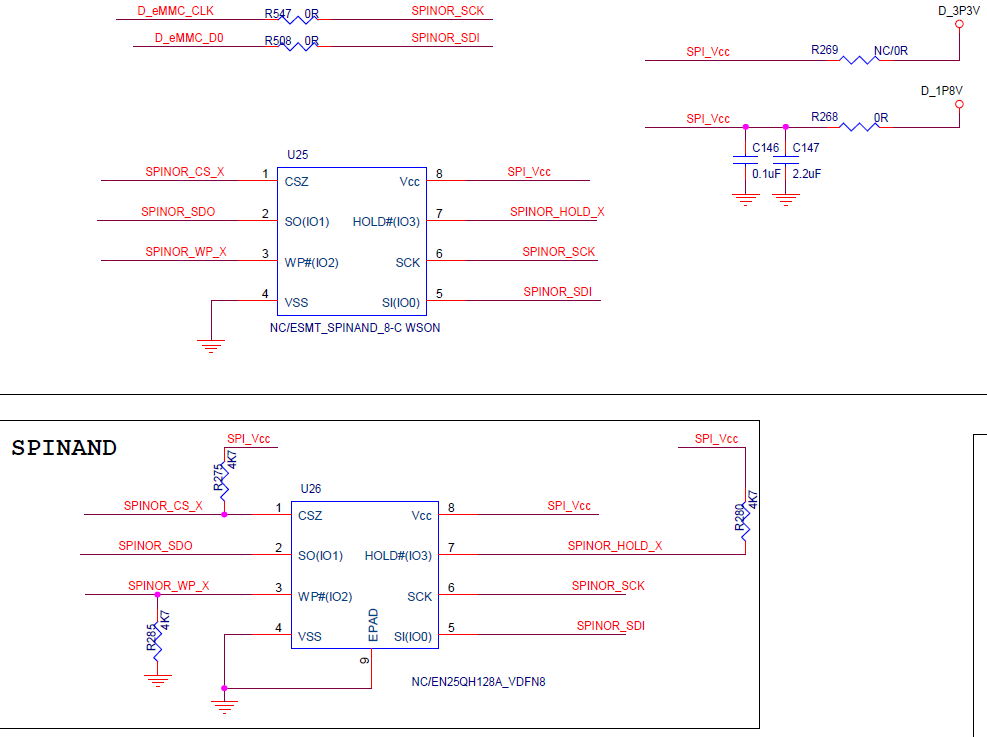 D_eMMC_CLK R547 0R SPINOR_SCK
D_eMMC_D0 R508 0R SPINOR_SDI
D_3P3V
SPI_Vcc R269 NC/0R
D_1P8V
SPI_Vcc R268 0R
C146 C147
0.1uF 2.2uF
U25
SPINOR_CS_X 1 CSZ Vcc 8 SPI_Vcc
SPINOR_SDO 2 SO(IO1) HOLD#(IO3) 7 SPINOR_HOLD_X
SPINOR_WP_X 3 WP#(IO2) SCK 6 SPINOR_SCK
4 VSS SI(IO0) 5 SPINOR_SDI
NC/ESMT_SPINAND_8-C WSON
SPINAND
SPI_Vcc SPI_Vcc
R275 4K7
U26
SPINOR_CS_X 1 CSZ Vcc 8 SPI_Vcc
R280 4K7
SPINOR_SDO 2 SO(IO1) HOLD#(IO3) 7 SPINOR_HOLD_X
SPINOR_WP_X 3 WP#(IO2) SCK 6 SPINOR_SCK
R285 4K7
4 VSS EPAD SI(IO0) 5 SPINOR_SDI
9
NC/EN25QH128A_VDFN8